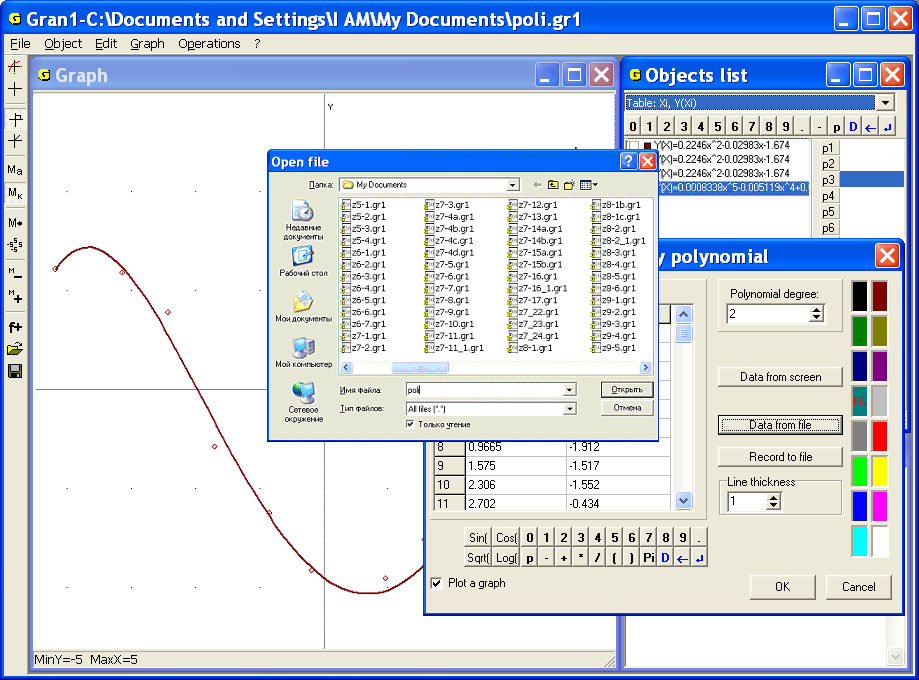 Gran1-C:\Documents and Settings\I AM\My Documents\poli.gr1
File Object Edit Graph Operations ?
Graph
Objects list
Table: Xi, Y(Xi)
0 1 2 3 4 5 6 7 8 9 . - p D ← ↵
Y(X)=0.2246x^2-0.02983x-1.674
Y(X)=0.2246x^2-0.02983x-1.674
Y(X)=0.2246x^2-0.02983x-1.674
Y(X)=0.0008338x^5-0.005119x^4+0.
p1
p2
p3
p4
p5
p6
Y
Ma
Mк
M
M
M
f+
Open file
Папка: My Documents
Недавние документы
Рабочий стол
Мои документы
Мой компьютер
Сетевое окружение
z5-1.gr1 z7-3.gr1 z7-12.gr1 z8-1b.gr1
z5-2.gr1 z7-4a.gr1 z7-13.gr1 z8-1c.gr1
z5-3.gr1 z7-4b.gr1 z7-14a.gr1 z8-2.gr1
z5-4.gr1 z7-4c.gr1 z7-14b.gr1 z8-2_1.gr1
z6-1.gr1 z7-4d.gr1 z7-15a.gr1 z8-3.gr1
z6-2.gr1 z7-5.gr1 z7-15b.gr1 z8-4.gr1
z6-3.gr1 z7-6.gr1 z7-16.gr1 z8-5.gr1
z6-4.gr1 z7-7.gr1 z7-16_1.gr1 z8-6.gr1
z6-5.gr1 z7-8.gr1 z7-17.gr1 z9-1.gr1
z6-6.gr1 z7-9.gr1 z7_22.gr1 z9-2.gr1
z6-7.gr1 z7-10.gr1 z7_23.gr1 z9-3.gr1
z7-1.gr1 z7-11.gr1 z7_24.gr1 z9-4.gr1
z7-2.gr1 z7-11_1.gr1 z8-1.gr1 z9-5.gr1
Имя файла: poli Открыть
Тип файлов: All files (*.*) Отмена
Только чтение
y polynomial
Polynomial degree:
2
Data from screen
Data from file
Record to file
Line thickness
1
8 0.9665 -1.912
9 1.575 -1.517
10 2.306 -1.552
11 2.702 -0.434
Sin( Cos( 0 1 2 3 4 5 6 7 8 9 .
Sqrt( Log( p - + * / ( ) Pi D ← ↵
Plot a graph
OK Cancel
MinY=-5 MaxX=5